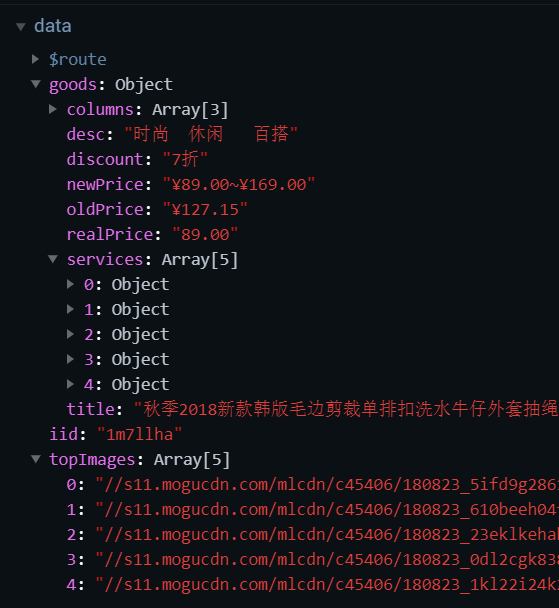 data
$route
goods: Object
columns: Array[3]
desc: "时尚 休闲 百搭"
discount: "7折"
newPrice: "¥89.00~¥169.00"
oldPrice: "¥127.15"
realPrice: "89.00"
services: Array[5]
0: Object
1: Object
2: Object
3: Object
4: Object
title: "秋季2018新款韩版毛边剪裁单排扣洗水牛仔外套抽绳
iid: "1m7llha"
topImages: Array[5]
0: "//s11.mogucdn.com/mlcdn/c45406/180823_5ifd9g286
1: "//s11.mogucdn.com/mlcdn/c45406/180823_610beeh04
2: "//s11.mogucdn.com/mlcdn/c45406/180823_23eklkeha
3: "//s11.mogucdn.com/mlcdn/c45406/180823_0dl2cgk838
4: "//s11.mogucdn.com/mlcdn/c45406/180823_1kl22i24k